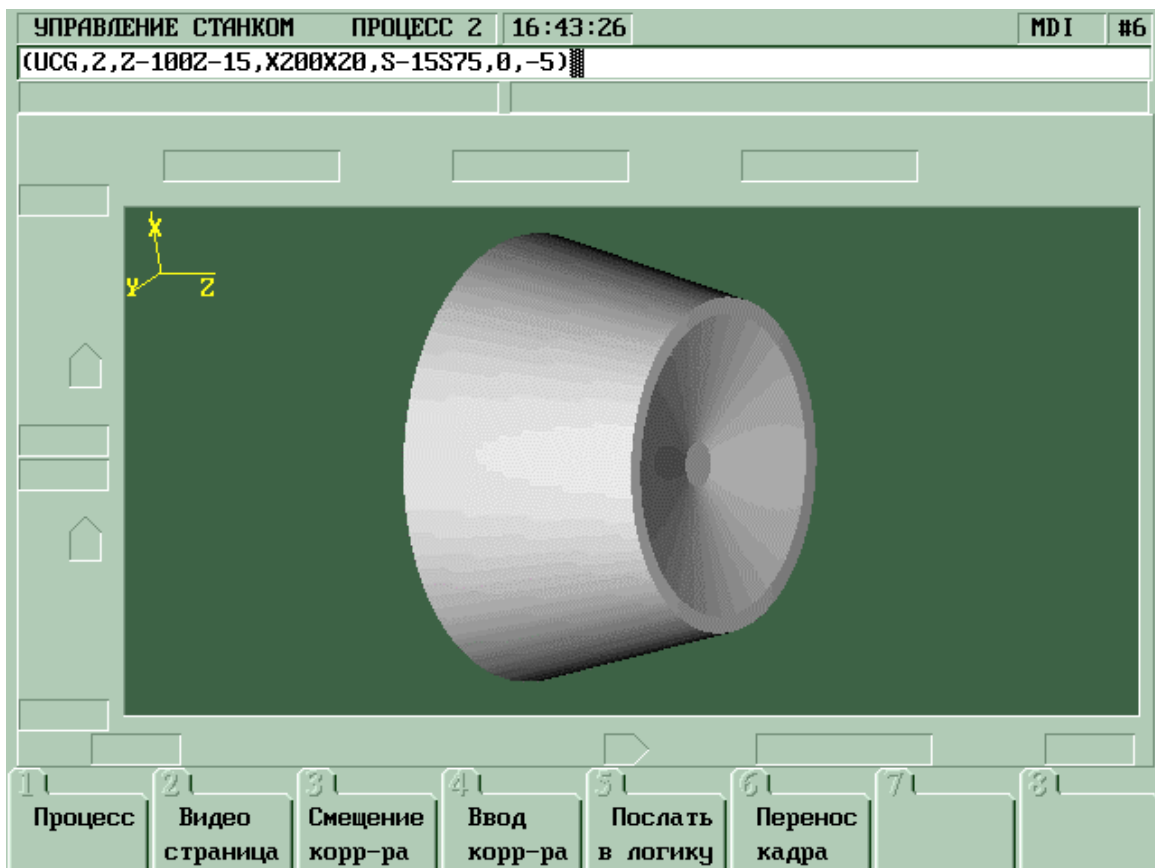 УПРАВЛЕНИЕ СТАНКОМ ПРОЦЕСС 2 16:43:26 MDI #6
(UCG,2,Z-100Z-15,X200X20,S-15S75,0,-5)
X
Y Z
1 2 3 4 5 6 7 8
Процесс Видео Смещение Ввод Послать Перенос
страница корр-ра корр-ра в логику кадра